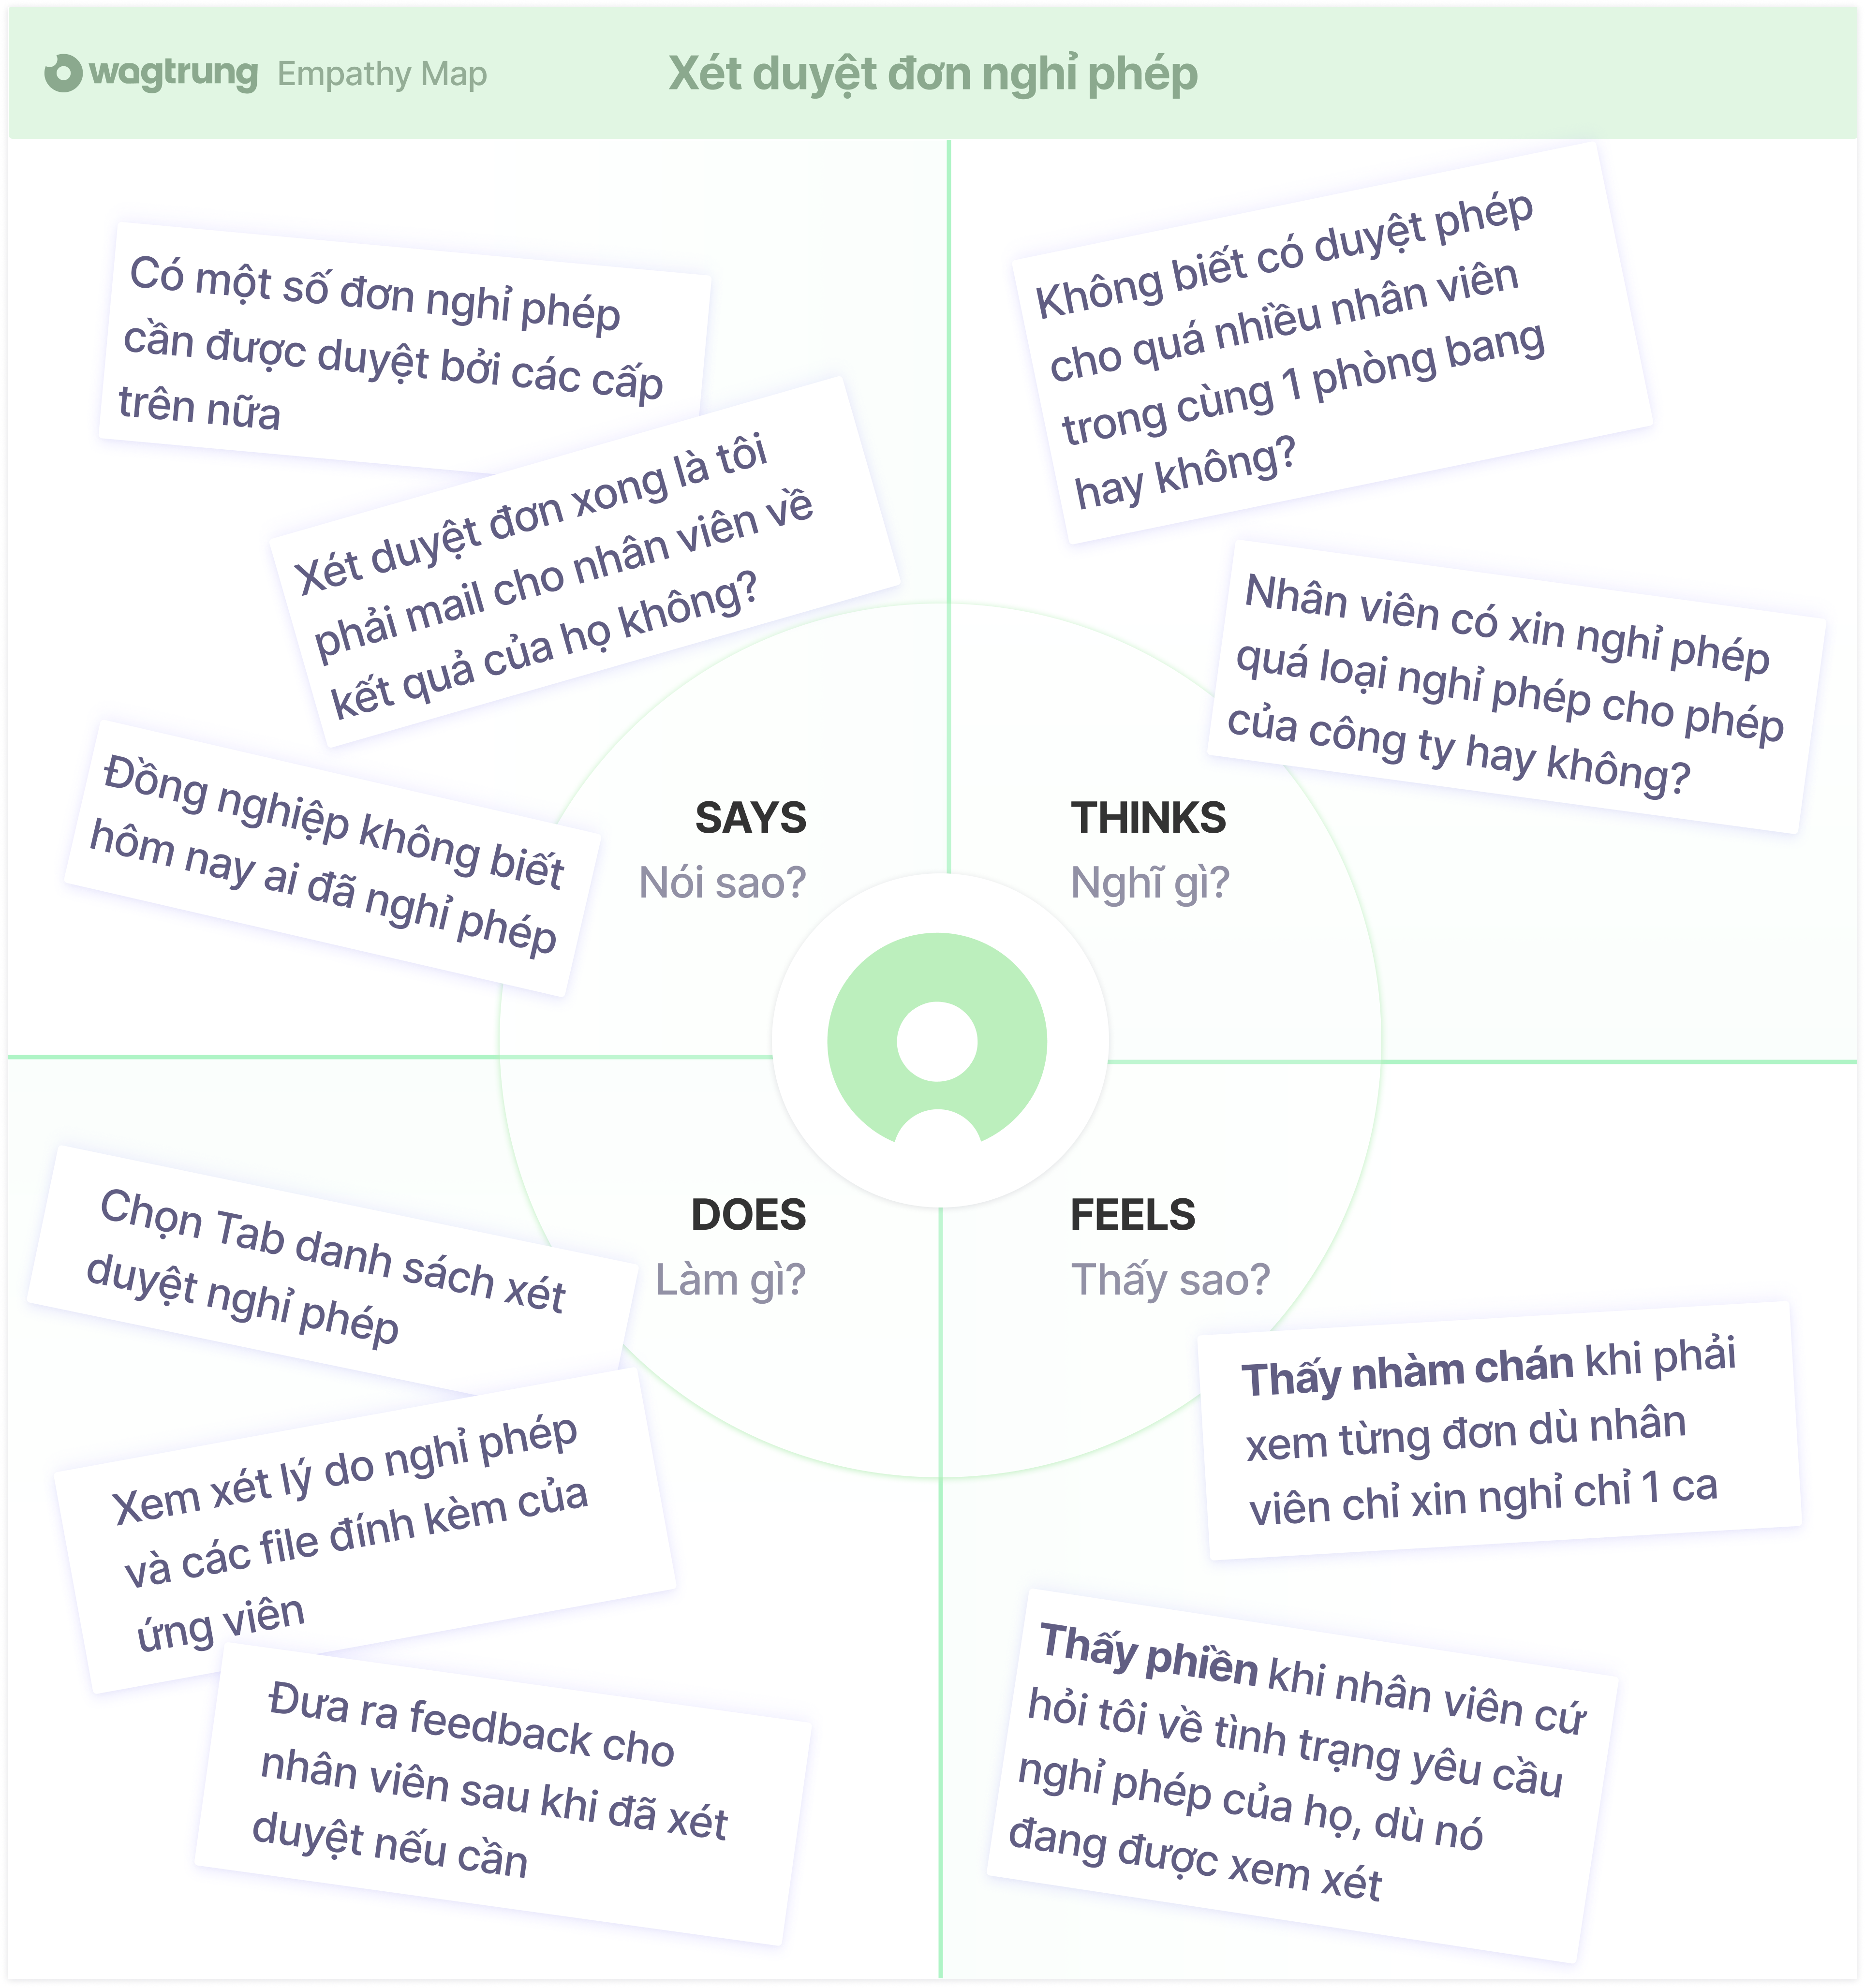 wagtrung Empathy Map
Xét duyệt đơn nghỉ phép
Có một số đơn nghỉ phép
cần được duyệt bởi các cấp
trên nữa
Xét duyệt đơn xong là tôi
phải mail cho nhân viên về
kết quả của họ không?
Đồng nghiệp không biết
hôm nay ai đã nghỉ phép
SAYS
Nói sao?
Không biết có duyệt phép
cho quá nhiều nhân viên
trong cùng 1 phòng bang
hay không?
Nhân viên có xin nghỉ phép
quá loại nghỉ phép cho phép
của công ty hay không?
THINKS
Nghĩ gì?
DOES
Làm gì?
Chọn Tab danh sách xét
duyệt nghỉ phép
Xem xét lý do nghỉ phép
và các file đính kèm của
ứng viên
Đưa ra feedback cho
nhân viên sau khi đã xét
duyệt nếu cần
FEELS
Thấy sao?
Thấy nhàm chán khi phải
xem từng đơn dù nhân
viên chỉ xin nghỉ chỉ 1 ca
Thấy phiền khi nhân viên cứ
hỏi tôi về tình trạng yêu cầu
nghỉ phép của họ, dù nó
đang được xem xét